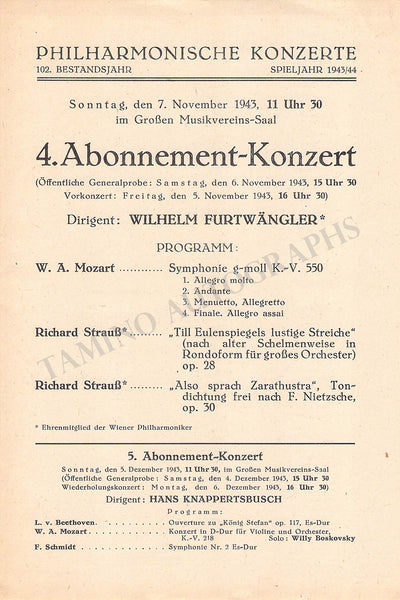 PHILHARMONISCHE KONZERTE
102. BESTANDSJAHR SPIELJAHR 1943/44
Sonntag, den 7. November 1943, 11 Uhr 30
im Großen Musikvereins-Saal
4. Abonnement-Konzert
(Öffentliche Generalprobe: Samstag, den 6. November 1943, 15 Uhr 30
Vorkonzert: Freitag, den 5. November 1943, 16 Uhr 30)
Dirigent: WILHELM FURTWÄNGLER*
PROGRAMM:
W. A. Mozart ........... Symphonie g-moll K.-V. 550
1. Allegro molto
2. Andante
3. Menuetto, Allegretto
4. Finale. Allegro assai
Richard Strauß* ....... „Till Eulenspiegels lustige Streiche“
(nach alter Schelmenweise in
Rondoform für großes Orchester)
op. 28
Richard Strauß* ....... „Also sprach Zarathustra“, Ton-
dichtung frei nach F. Nietzsche,
op. 30
* Ehrenmitglied der Wiener Philharmoniker
5. Abonnement-Konzert
Sonntag, den 5. Dezember 1943, 11 Uhr 30, im Großen Musikvereins-Saal
(Öffentliche Generalprobe: Samstag, den 4. Dezember 1943, 15 Uhr 30
Wiederholungskonzert: Montag, den 6. Dezember 1943, 16 Uhr 30)
Dirigent: HANS KNAPPERTSBUSCH
Programm:
L. v. Beethoven. . . . . . . . . . . . Ouverture zu „König Stefan“ op. 117, Es-Dur
W. A. Mozart. . . . . . . . . . . . . Konzert in D-Dur für Violine und Orchester,
K.-V. 218 Solo: Willy Boskovsky
F. Schmidt . . . . . . . . . . . . . . Symphonie Nr. 2 Es-Dur
TAMINO AUTOGRAPHS